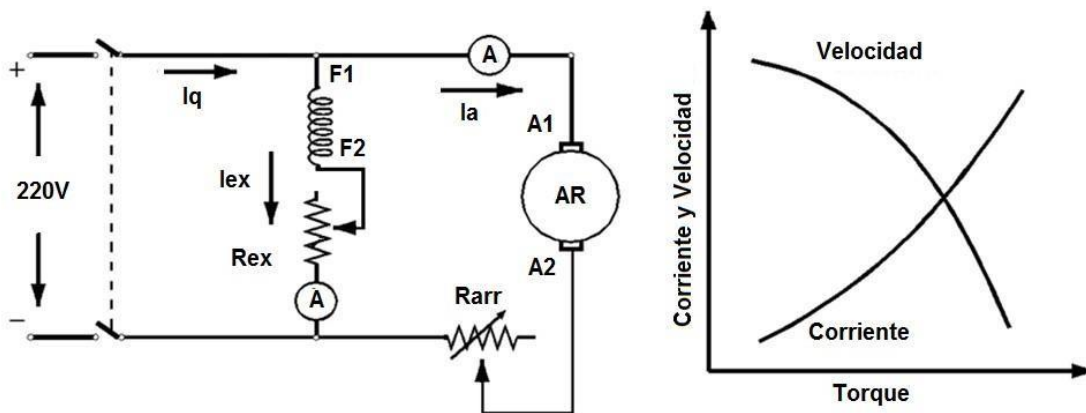 +
220V
−
Iq
F1
F2
Iex
Rex
A
A
Ia
A1
AR
A2
Rarr
Corriente y Velocidad
Velocidad
Corriente
Torque